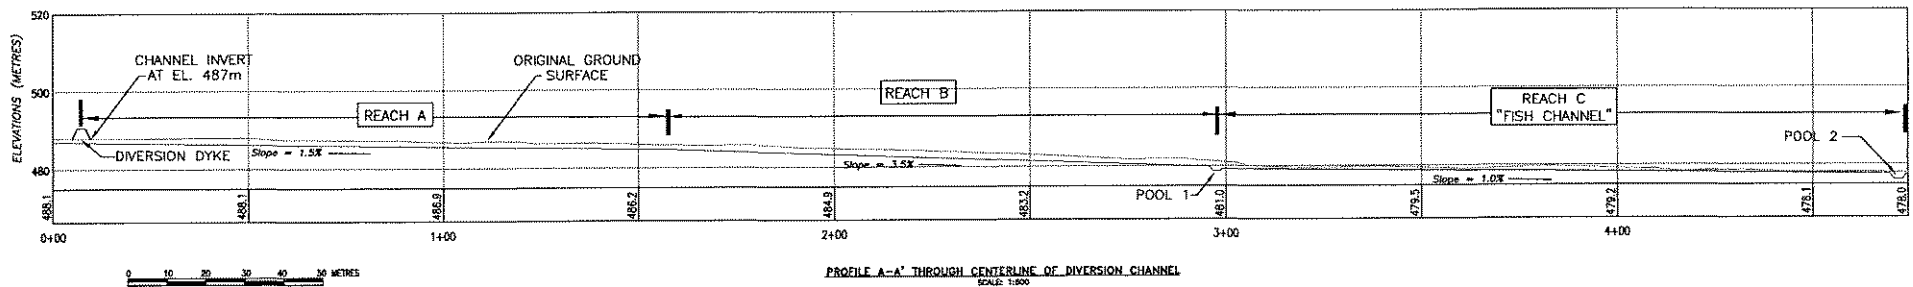 520
500
480
ELEVATIONS (METRES)
CHANNEL INVERT
AT EL. 487m
ORIGINAL GROUND
SURFACE
REACH A
REACH B
REACH C
"FISH CHANNEL"
DIVERSION DYKE
Slope = 1.5%
Slope = 3.5%
Slope = 1.0%
POOL 1
POOL 2
488.1
488.1
486.9
486.2
484.9
483.2
481.0
479.5
479.2
478.1
478.0
0+00
1+00
2+00
3+00
4+00
0 10 20 30 40 50 METRES
PROFILE A-A' THROUGH CENTERLINE OF DIVERSION CHANNEL
SCALE: 1:500